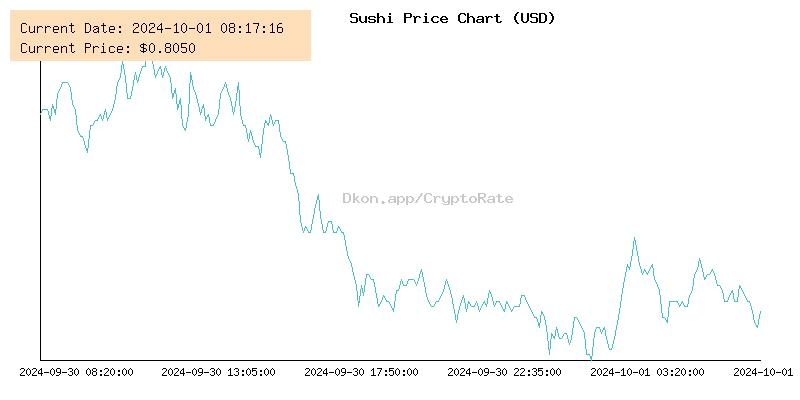 Sushi Price Chart (USD)
Current Date: 2024-10-01 08:17:16
Current Price: $0.8050
Dkon.app/CryptoRate
2024-09-30 08:20:00 2024-09-30 13:05:00 2024-09-30 17:50:00 2024-09-30 22:35:00 2024-10-01 03:20:00 2024-10-01